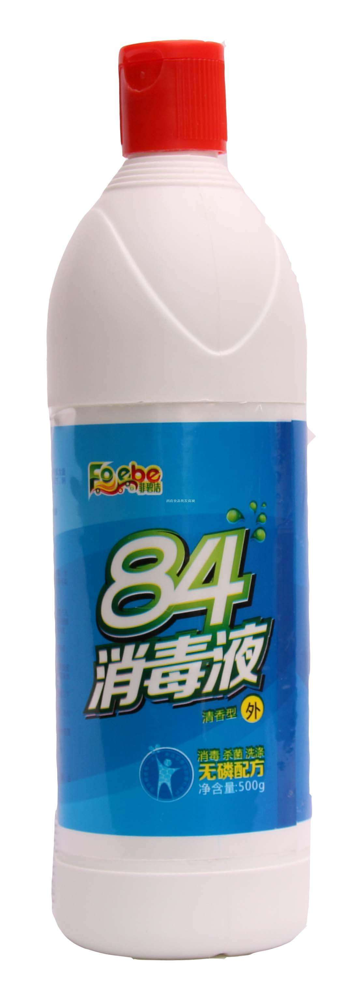 Foebe
菲碧洁
西南食品批发商城
84
消毒液
清香型 外
消毒 杀菌 洗涤
无磷配方
净含量:500g